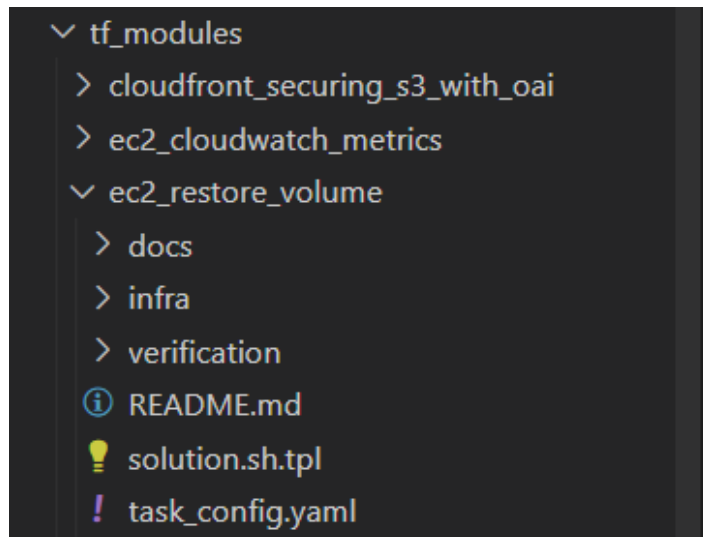 tf_modules
cloudfront_securing_s3_with_oai
ec2_cloudwatch_metrics
ec2_restore_volume
docs
infra
verification
README.md
solution.sh.tpl
task_config.yaml